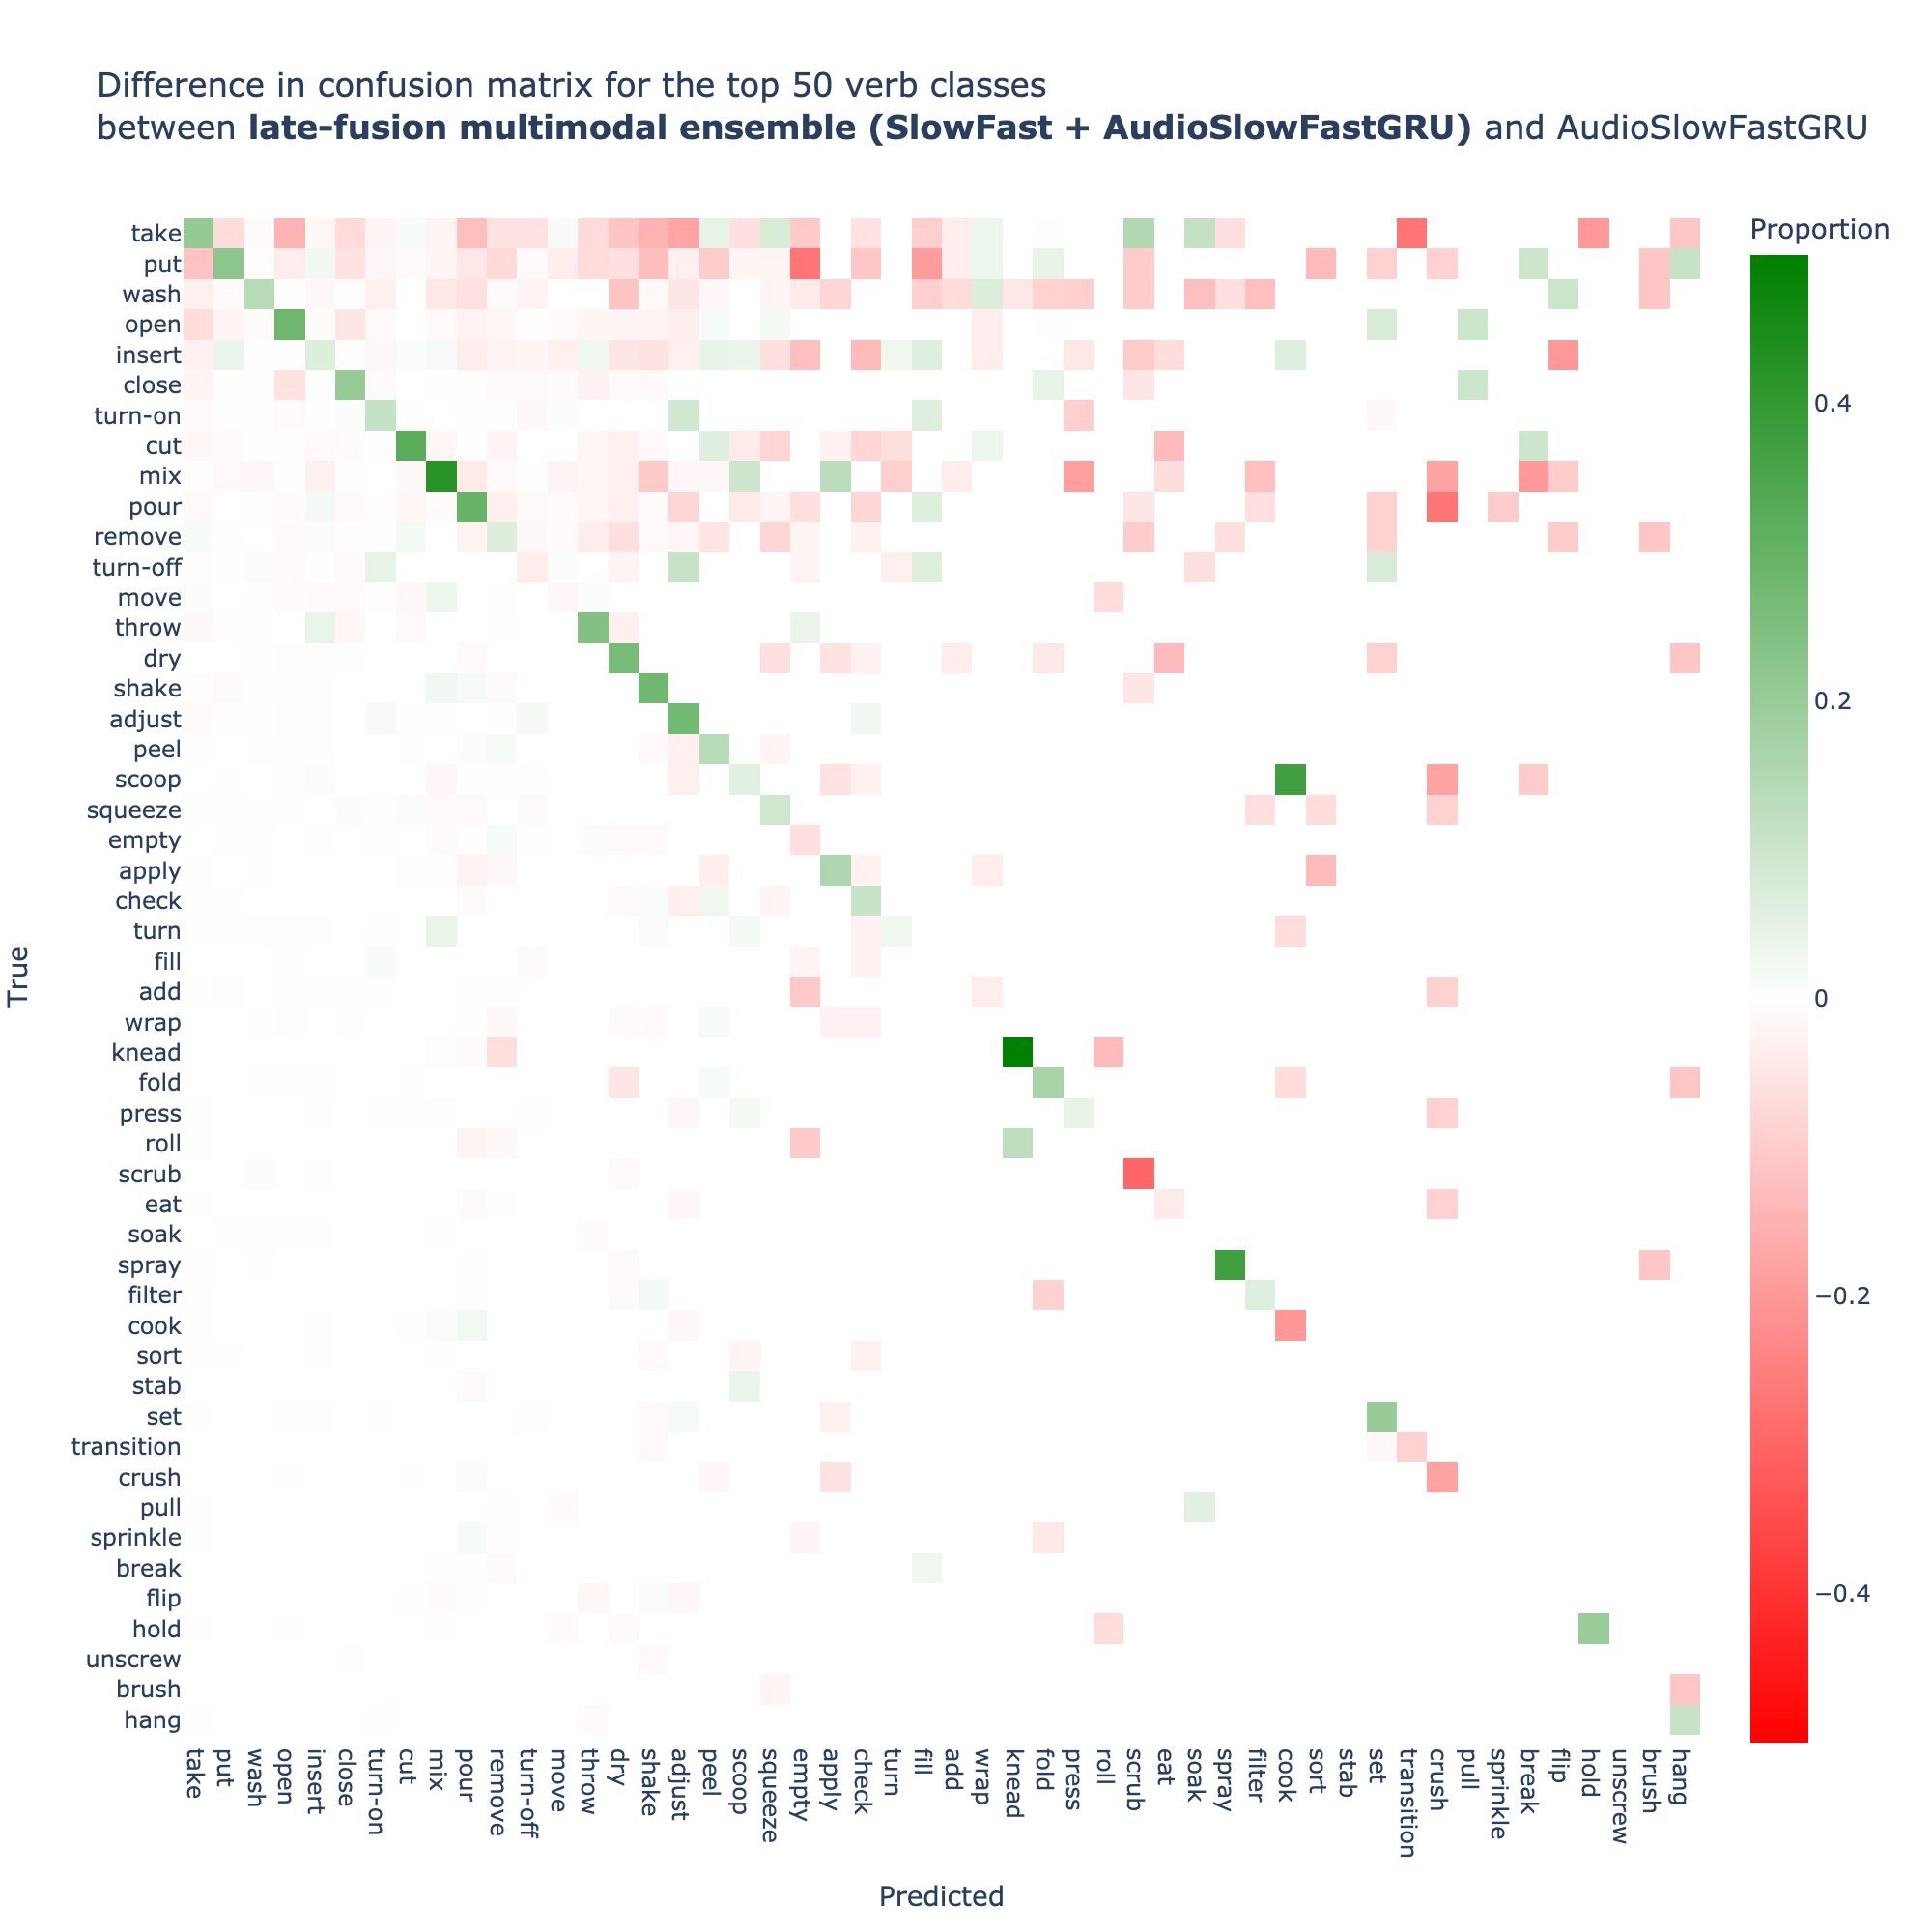 Difference in confusion matrix for the top 50 verb classes
between late-fusion multimodal ensemble (SlowFast + AudioSlowFastGRU) and AudioSlowFastGRU
Proportion
take
put
wash
open
insert
close
turn-on
cut
mix
pour
remove
turn-off
move
throw
dry
shake
adjust
peel
scoop
squeeze
empty
apply
check
turn
fill
add
wrap
knead
fold
press
roll
scrub
eat
soak
spray
filter
cook
sort
stab
set
transition
crush
pull
sprinkle
break
flip
hold
unscrew
brush
hang
True
0.4
0.2
0
−0.2
−0.4
take
put
wash
open
insert
close
turn-on
cut
mix
pour
remove
turn-off
move
throw
dry
shake
adjust
peel
scoop
squeeze
empty
apply
check
turn
fill
add
wrap
knead
fold
press
roll
scrub
eat
soak
spray
filter
cook
sort
stab
set
transition
crush
pull
sprinkle
break
flip
hold
unscrew
brush
hang
Predicted